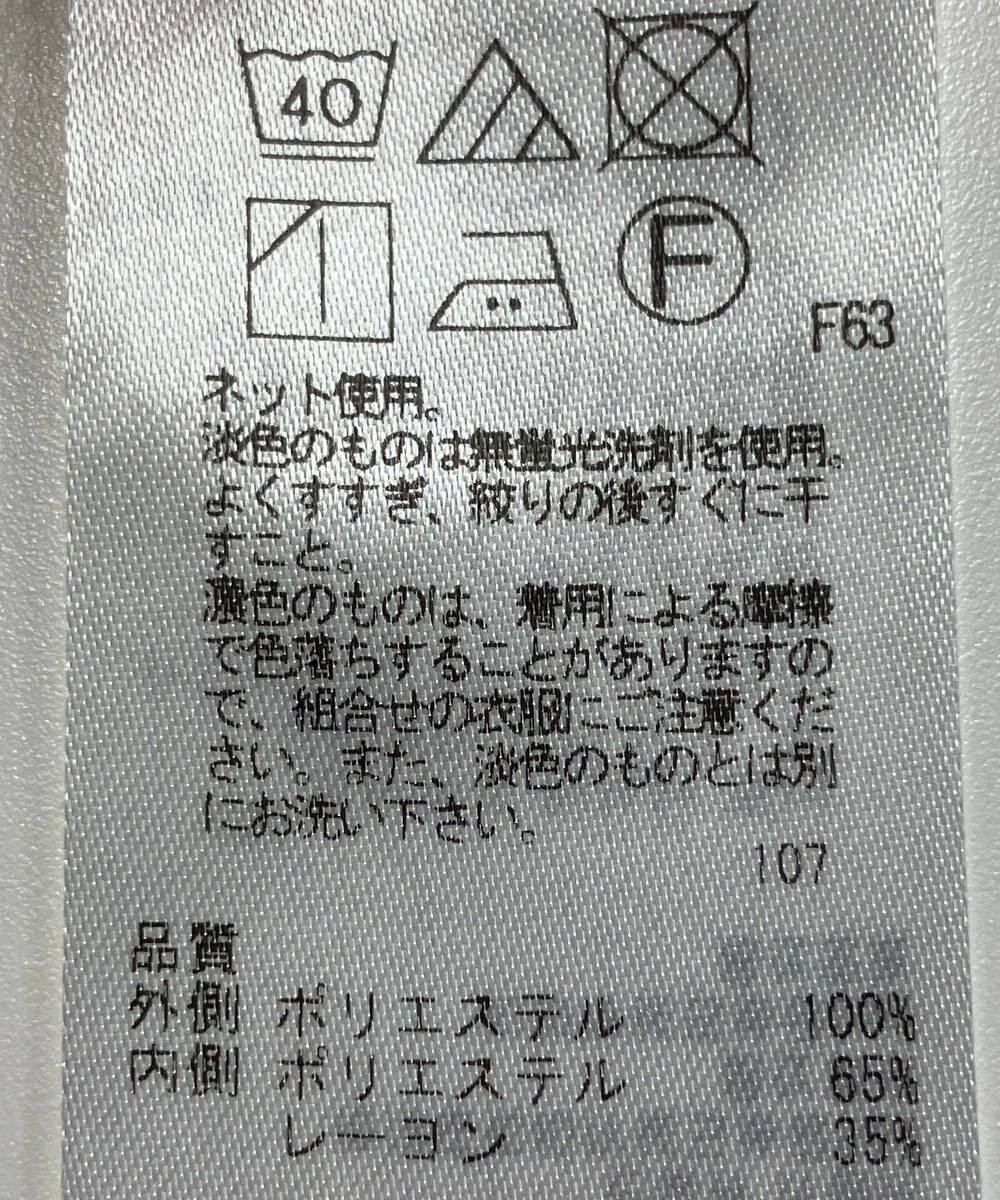 40
F
F63
ネット使用。
淡色のものは無蛍光洗剤を使用。
よくすすぎ、絞りの後すぐに干
すこと。
濃色のものは、着用による摩擦
で色落ちすることがありますの
で、組合せの衣服にご注意くだ
さい。また、淡色のものとは別
にお洗い下さい。
107
品質
外側 ポリエステル 100%
内側 ポリエステル 65%
レーヨン 35%